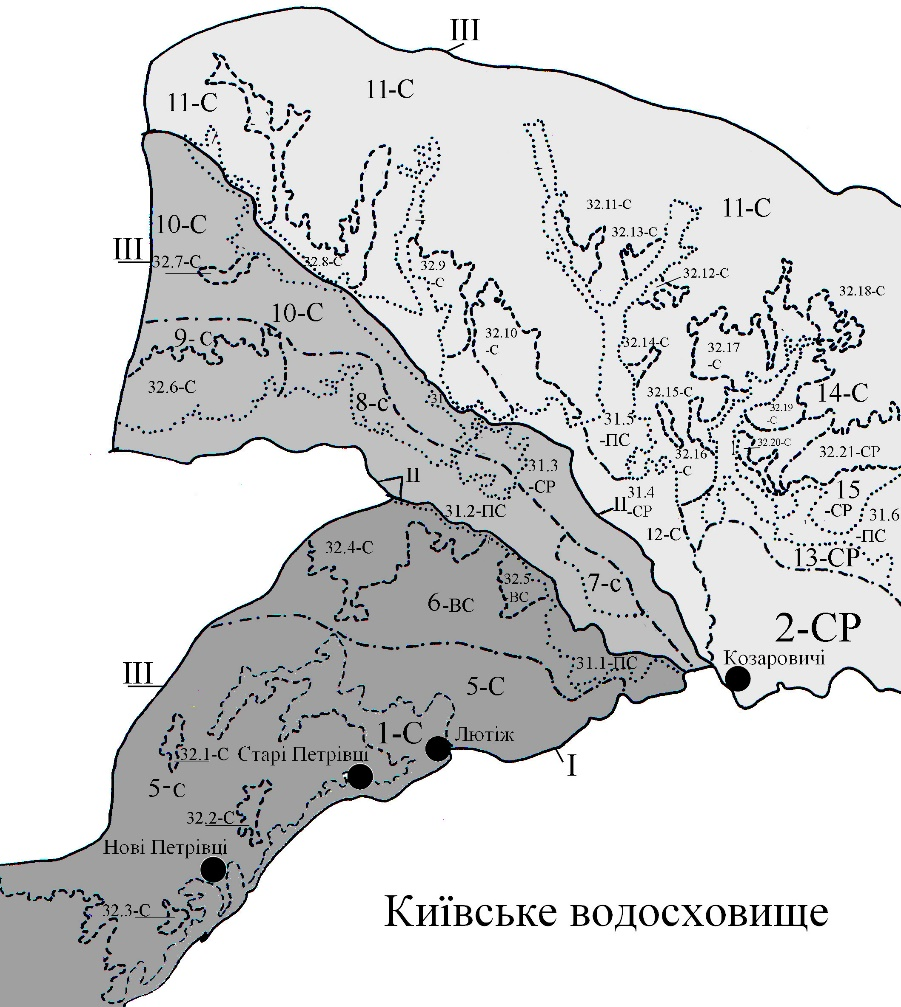 III
11-С
11-С
32.11-С
11-С
10-С
32.13-С
III
32.7-С
32.8-С
32.9
-С
32.12-С
32.18-С
10-С
9-С
32.10
-С
32.14-С
32.17
-С
32.6-С
8-с
31
32.15-С
14-С
32.19
-С
31.5
-ПС
32.20-С
32.21-СР
32.16
-С
31.3
-СР
II
31.4
-СР
15
-СР
31.6
-ПС
31.2-ПС
II
12-С
32.4-С
13-СР
32.5
-ВС
7-с
6-ВС
2-СР
Козаровичі
31.1-ПС
III
5-С
1-С
Лютіж
32.1-С
Старі Петрівці
I
5-с
32.2-С
Нові Петрівці
32.3-С
Київське водосховище